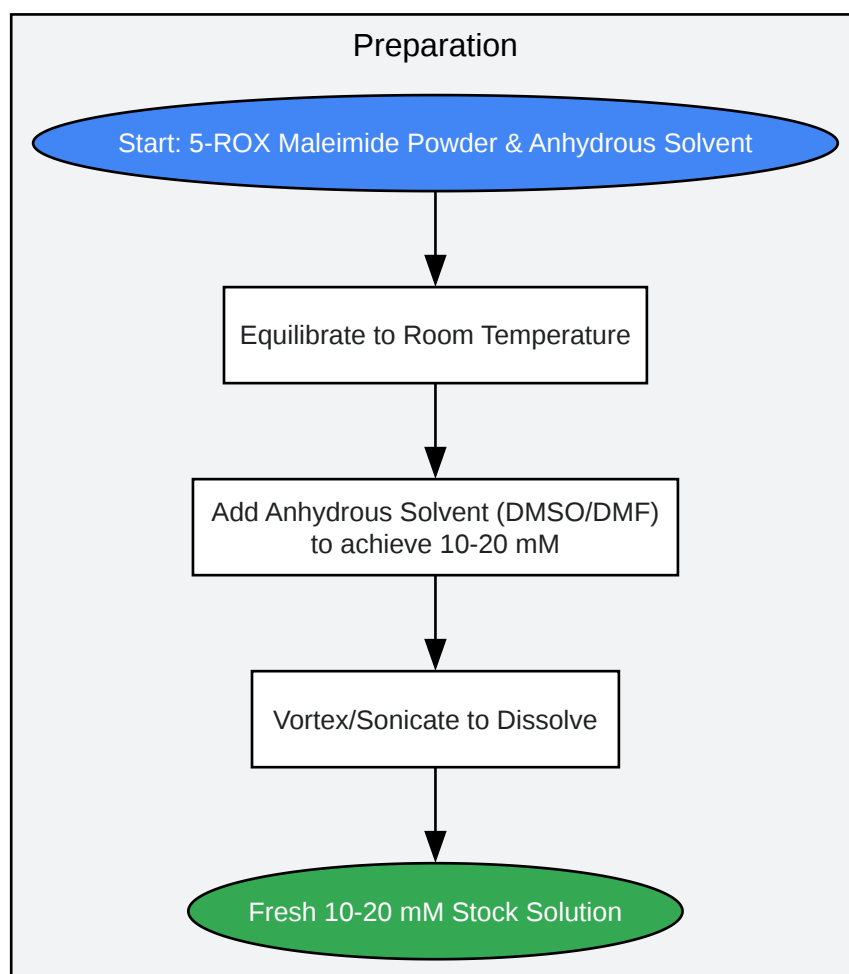 Preparation
Start: 5-ROX Maleimide Powder & Anhydrous Solvent
Equilibrate to Room Temperature
Add Anhydrous Solvent (DMSO/DMF)
to achieve 10-20 mM
Vortex/Sonicate to Dissolve
Fresh 10-20 mM Stock Solution